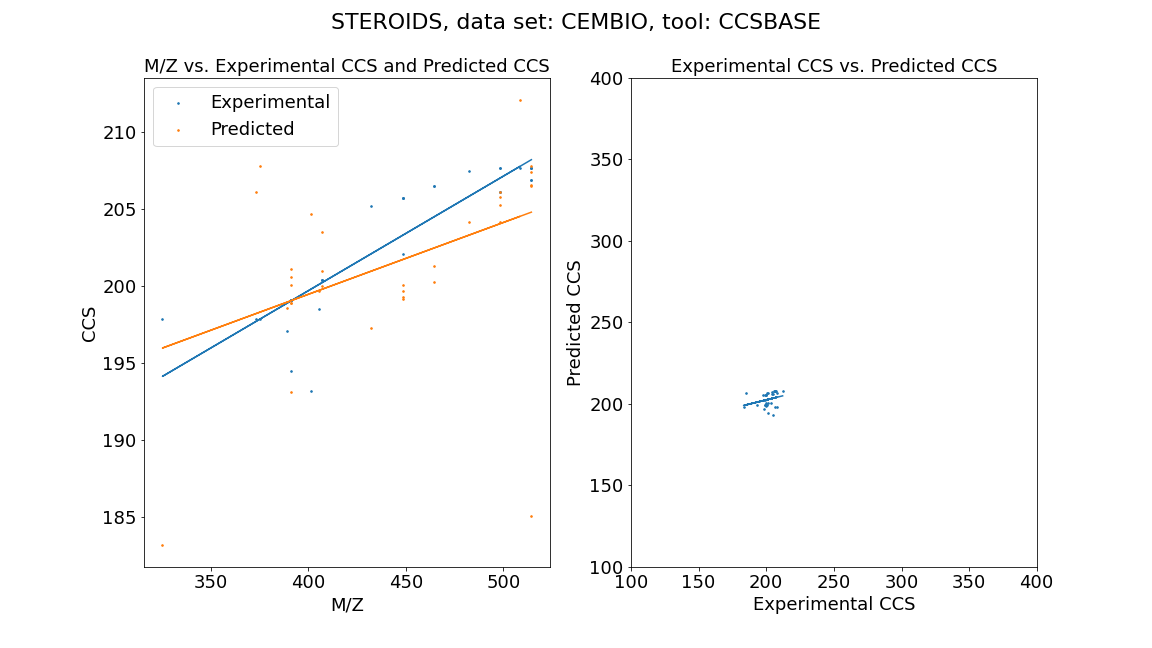 STEROIDS, data set: CEMBIO, tool: CCSBASE
M/Z vs. Experimental CCS and Predicted CCS
Experimental
Predicted
210
205
200
195
190
185
CCS
350
400
450
500
M/Z
Experimental CCS vs. Predicted CCS
400
350
300
250
200
150
100
Predicted CCS
100
150
200
250
300
350
400
Experimental CCS